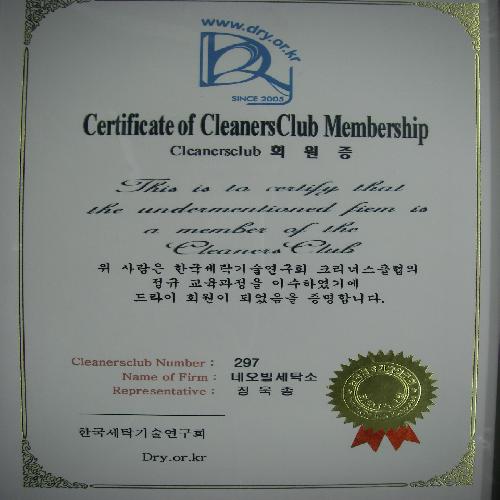 www.dry.or.kr
SINCE 2005
Certificate of CleanersClub Membership
Cleanersclub 회 원 증
This is to certify that
the undermentioned firm is
a member of the
CleanersClub
위 사람은 한국세탁기술연구회 크리너스클럽의
정규 교육과정을 이수하였기에
드라이 회원이 되었음을 증명합니다.
Cleanersclub Number : 297
Name of Firm : 네오빌세탁소
Representative :
한국세탁기술연구회
Dry.or.kr